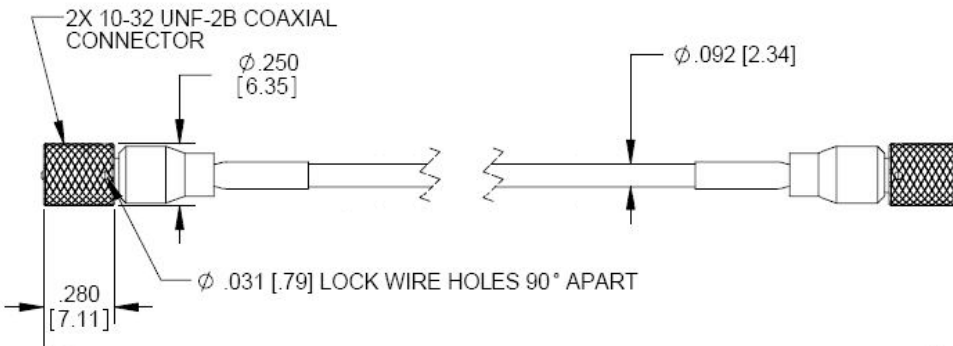 2X 10-32 UNF-2B COAXIAL
CONNECTOR
Ø.250
[6.35]
Ø.092 [2.34]
Ø .031 [.79] LOCK WIRE HOLES 90° APART
.280
[7.11]